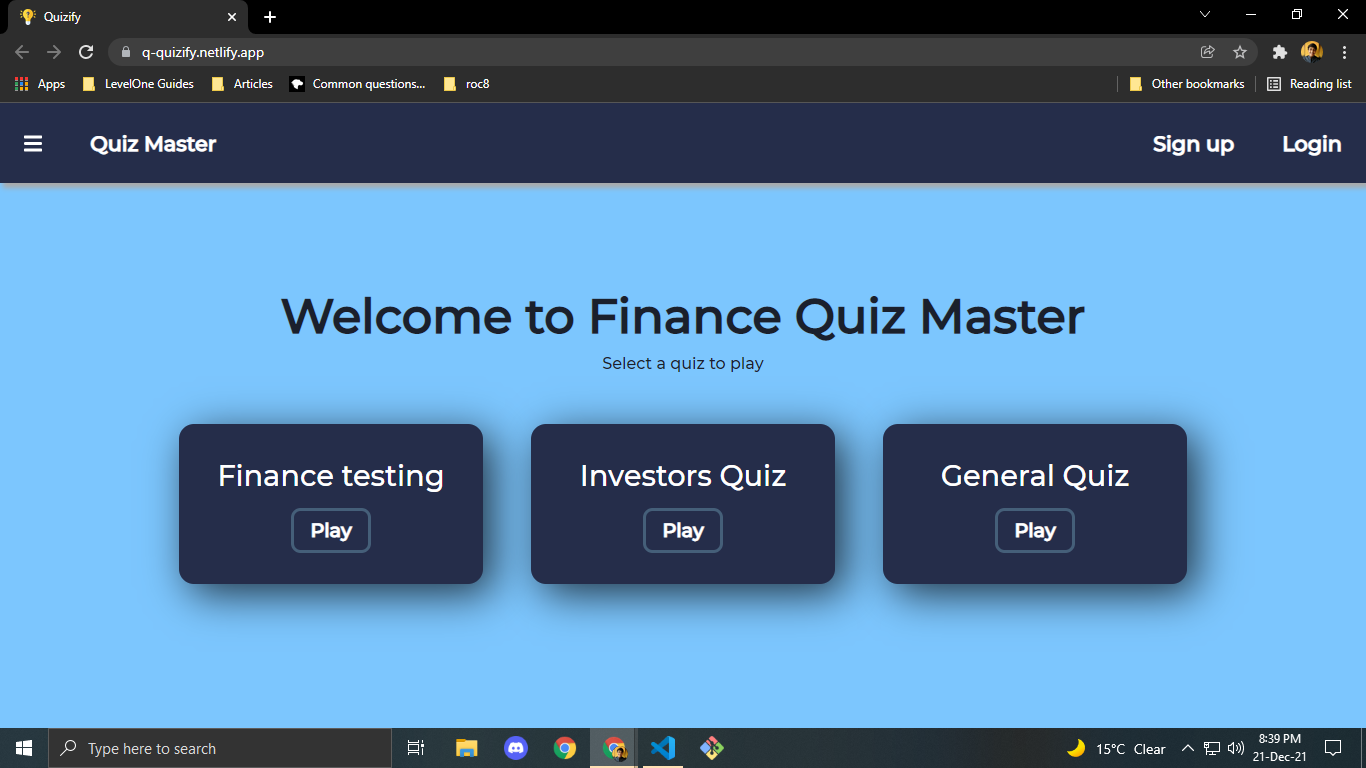 Quizify
q-quizify.netlify.app
Apps LevelOne Guides Articles Common questions... roc8 Other bookmarks Reading list
Quiz Master Sign up Login
Welcome to Finance Quiz Master
Select a quiz to play
Finance testing Investors Quiz General Quiz
Play Play Play
Type here to search 15°C Clear 8:39 PM
21-Dec-21